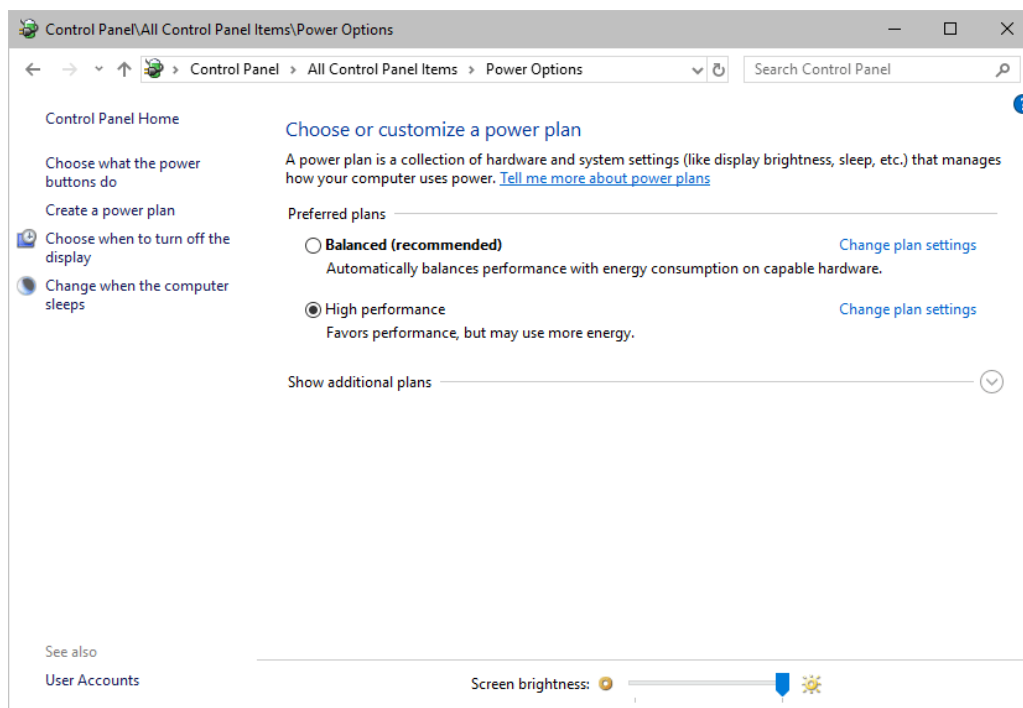 Control Panel\All Control Panel Items\Power Options
Control Panel › All Control Panel Items › Power Options
Search Control Panel
Control Panel Home
Choose what the power
buttons do
Create a power plan
Choose when to turn off the
display
Change when the computer
sleeps
Choose or customize a power plan
A power plan is a collection of hardware and system settings (like display brightness, sleep, etc.) that manages
how your computer uses power. Tell me more about power plans
Preferred plans
Balanced (recommended) Change plan settings
Automatically balances performance with energy consumption on capable hardware.
High performance Change plan settings
Favors performance, but may use more energy.
Show additional plans
See also
User Accounts
Screen brightness: